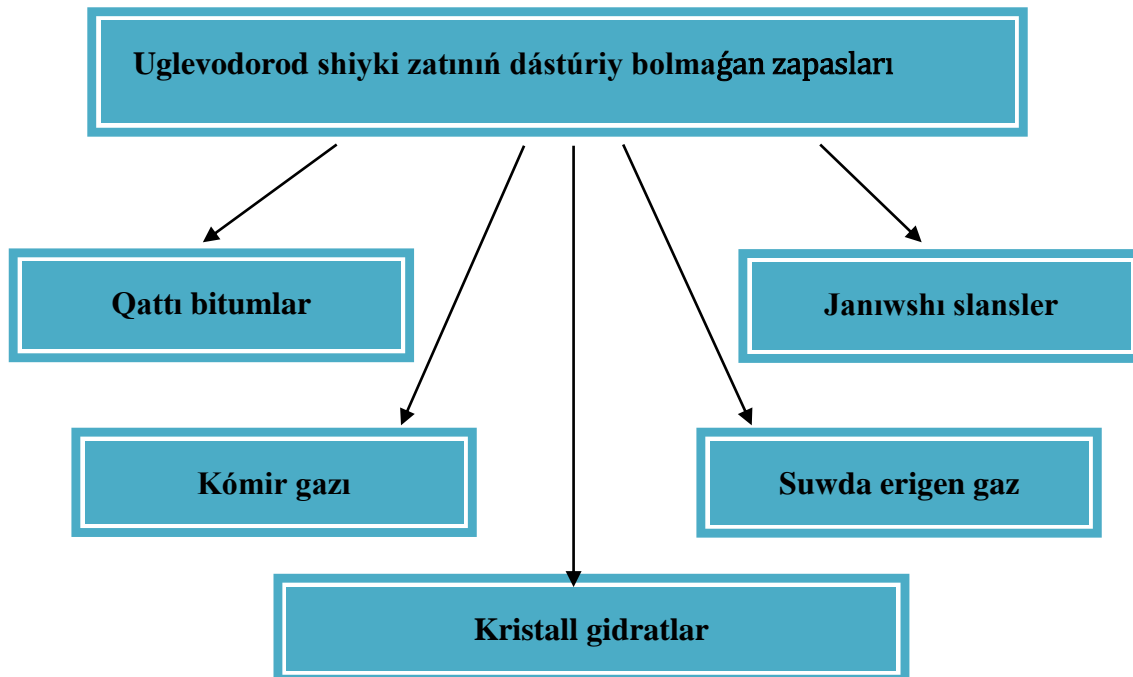 Uglevodorod shiyki zatınıń dástúriy bolmaǵan zapasları
Qattı bitumlar
Janıwshı slansler
Kómir gazı
Suwda erigen gaz
Kristall gidratlar